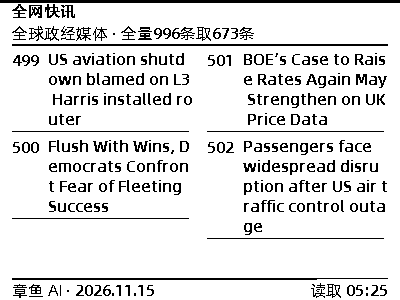 全网快讯
全球政经媒体 · 全量996条取673条
499 US aviation shutd
own blamed on L3
Harris installed ro
uter
500 Flush With Wins, D
emocrats Confron
t Fear of Fleeting
Success
501 BOE’s Case to Rais
e Rates Again May
Strengthen on UK
Price Data
502 Passengers face
widespread disru
ption after US air t
raffic control outa
ge
章鱼 AI · 2026.11.15
读取 05:25